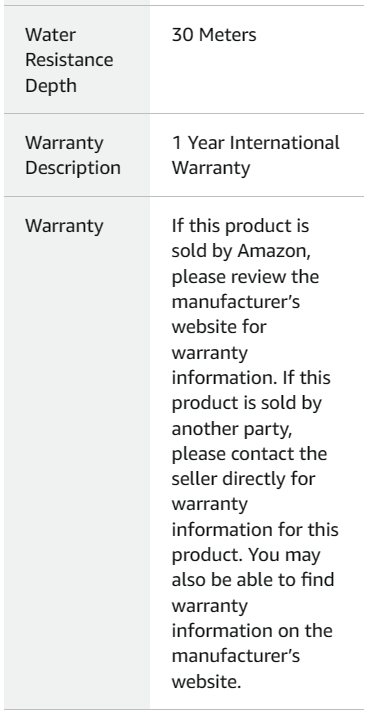 Water
Resistance
Depth
30 Meters
Warranty
Description
1 Year International
Warranty
Warranty
If this product is
sold by Amazon,
please review the
manufacturer’s
website for
warranty
information. If this
product is sold by
another party,
please contact the
seller directly for
warranty
information for this
product. You may
also be able to find
warranty
information on the
manufacturer’s
website.